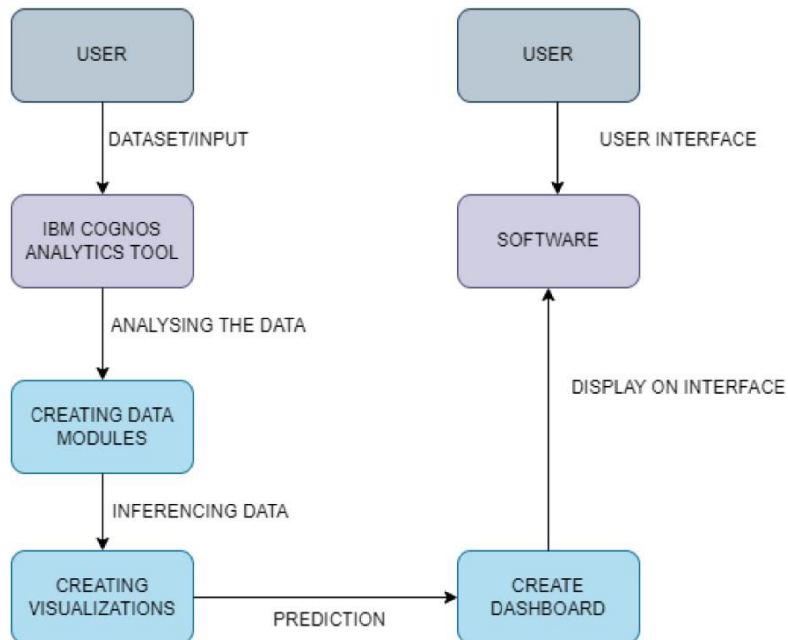 USER
USER
DATASET/INPUT
USER INTERFACE
IBM COGNOS
ANALYTICS TOOL
SOFTWARE
ANALYSING THE DATA
DISPLAY ON INTERFACE
CREATING DATA
MODULES
INFERENCING DATA
CREATING
VISUALIZATIONS
PREDICTION
CREATE
DASHBOARD